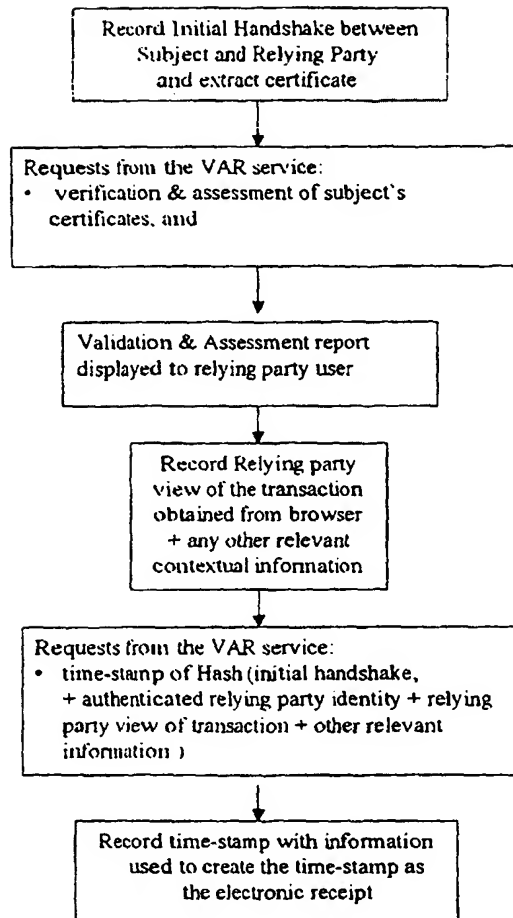 Record Initial Handshake between
Subject and Relying Party
and extract certificate
Requests from the VAR service:
• verification & assessment of subject's
certificates, and
Validation & Assessment report
displayed to relying party user
Record Relying party
view of the transaction
obtained from browser
+ any other relevant
contextual information
Requests from the VAR service:
• time-stamp of Hash (initial handshake,
+ authenticated relying party identity + relying
party view of transaction + other relevant
information )
Record time-stamp with information
used to create the time-stamp as
the electronic receipt